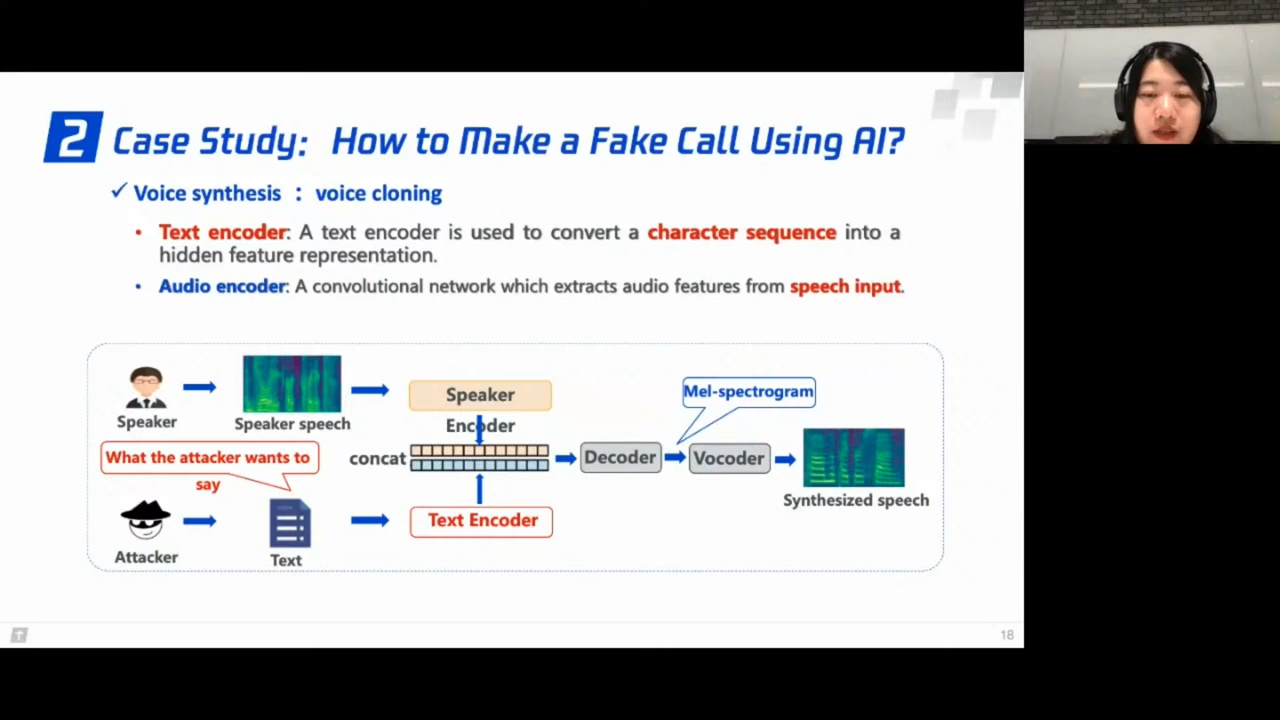 2 Case Study: How to Make a Fake Call Using AI?
✓ Voice synthesis : voice cloning
• Text encoder: A text encoder is used to convert a character sequence into a
hidden feature representation.
• Audio encoder: A convolutional network which extracts audio features from speech input.
Speaker
Speaker speech
Speaker
Encoder
Mel-spectrogram
What the attacker wants to
say
concat
Decoder
Vocoder
Synthesized speech
Attacker
Text
Text Encoder
T
18